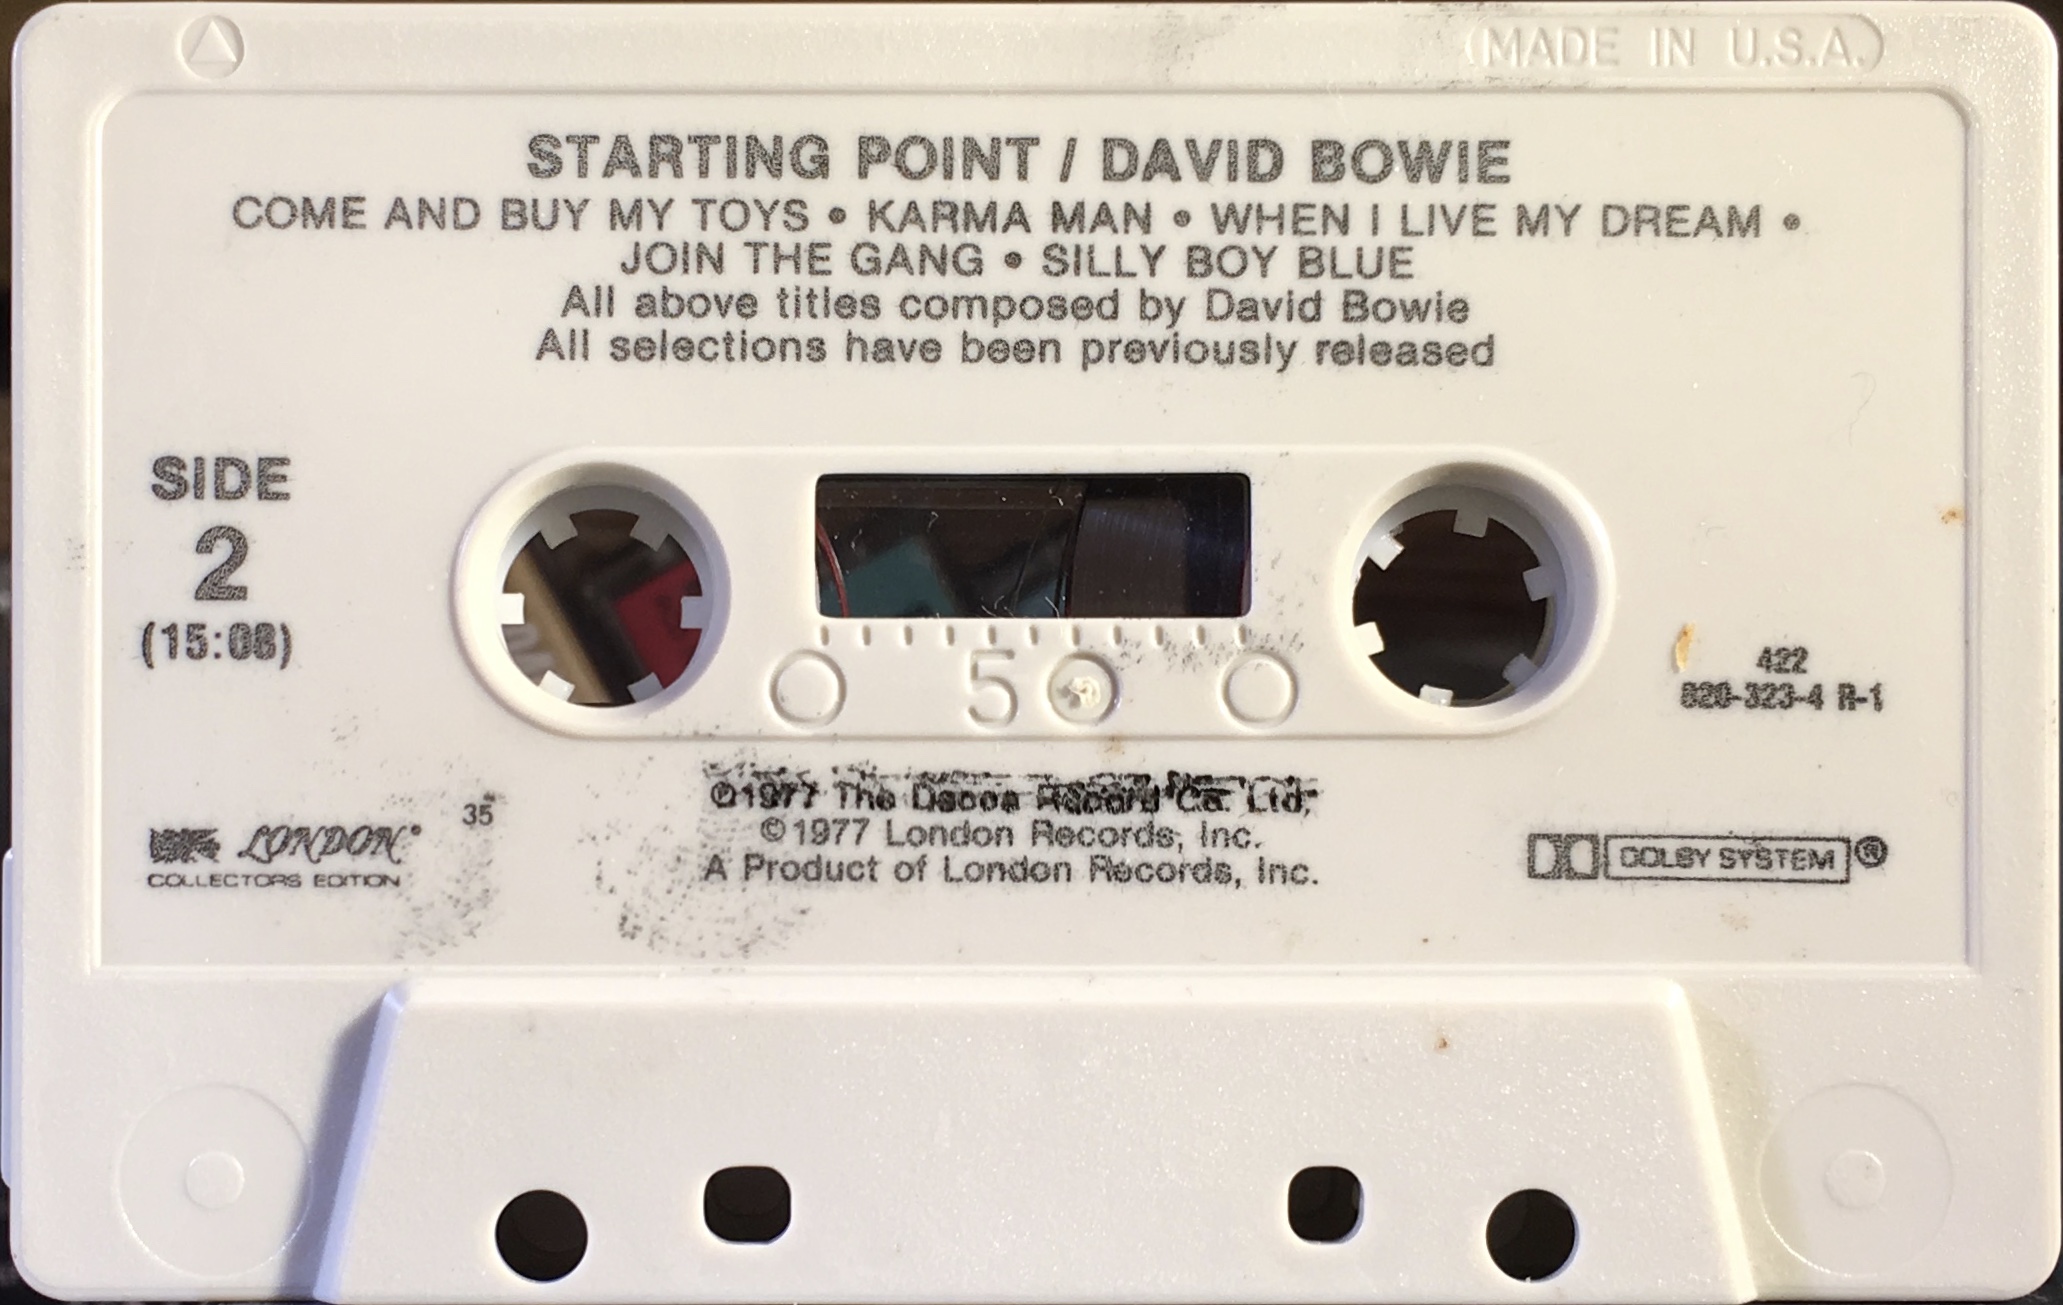 MADE IN U.S.A.
STARTING POINT / DAVID BOWIE
COME AND BUY MY TOYS • KARMA MAN • WHEN I LIVE MY DREAM •
JOIN THE GANG • SILLY BOY BLUE
All above titles composed by David Bowie
All selections have been previously released
SIDE
2
(15:08)
5
422
820-323-4 R-1
35
℗1977 The Decca Record Co. Ltd.
©1977 London Records, Inc.
A Product of London Records, Inc.
LONDON
COLLECTORS EDITION
DOLBY SYSTEM®